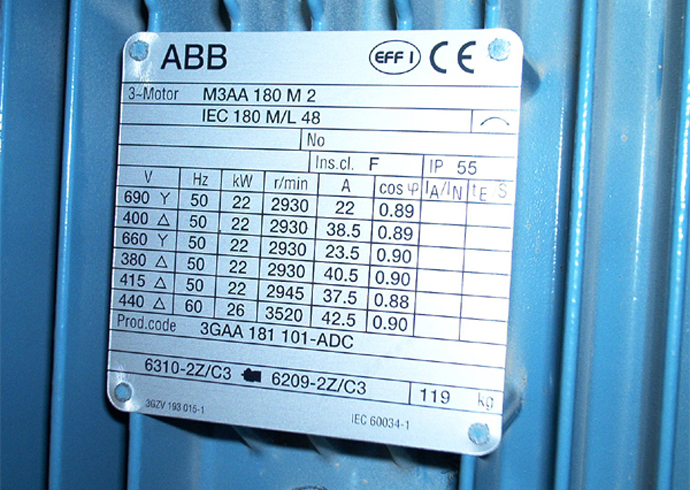 ABB EFF 1 CE
3~Motor M3AA 180 M 2
IEC 180 M/L 48
No
Ins.cl. F IP 55
V Hz kW r/min A cos φ IA/IN tE s
690 Y 50 22 2930 22 0.89
400 Δ 50 22 2930 38.5 0.89
660 Y 50 22 2930 23.5 0.90
380 Δ 50 22 2930 40.5 0.90
415 Δ 50 22 2945 37.5 0.88
440 Δ 60 26 3520 42.5 0.90
Prod.code 3GAA 181 101-ADC
6310-2Z/C3 6209-2Z/C3 119 kg
3GZV 193 015-1 IEC 60034-1